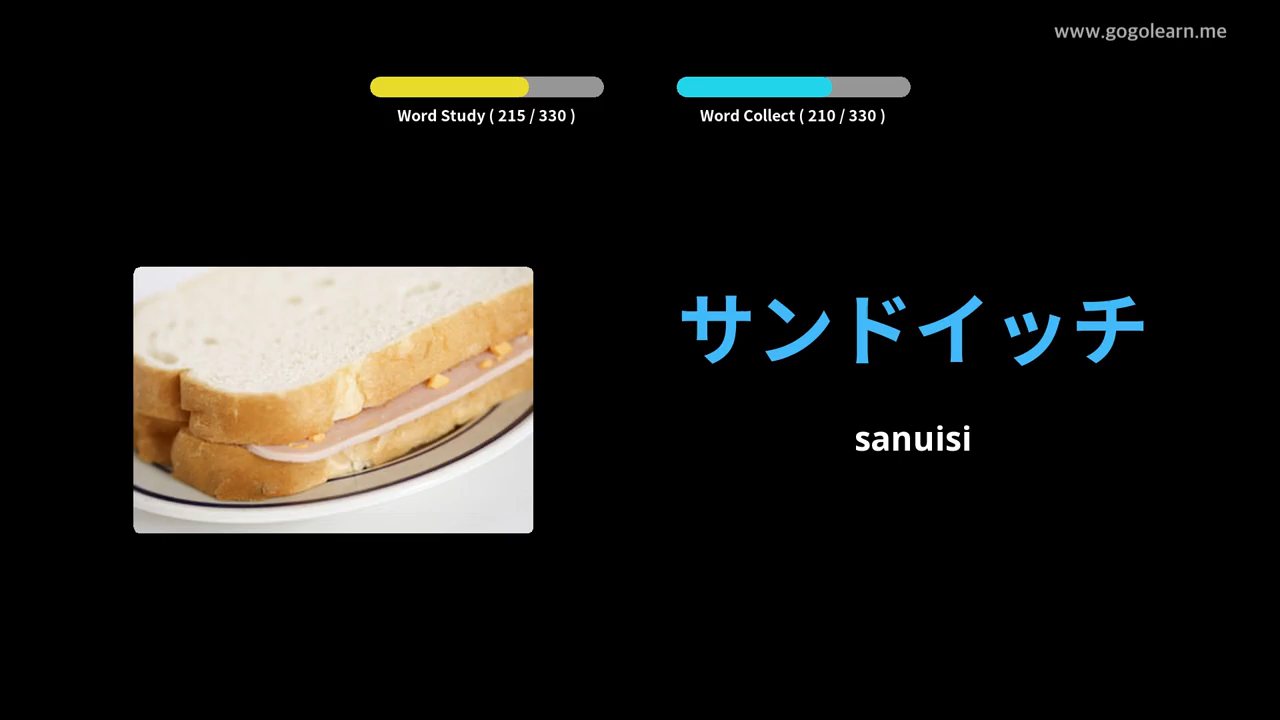 www.gogolearn.me
Word Study ( 215 / 330 )
Word Collect ( 210 / 330 )
サンドイッチ
sanuisi